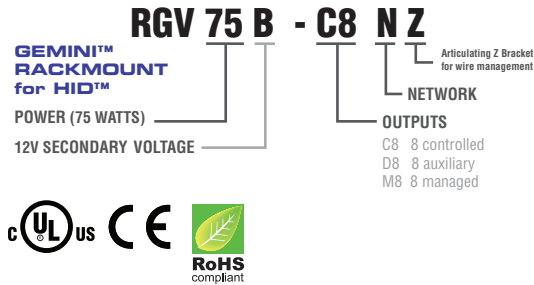 RGV 75 B - C8 N Z
GEMINI™
RACKMOUNT
for HID™
Articulating Z Bracket
for wire management
NETWORK
POWER (75 WATTS)
OUTPUTS
12V SECONDARY VOLTAGE
C8 8 controlled
D8 8 auxiliary
M8 8 managed
c UL ® US CE
RoHS
compliant